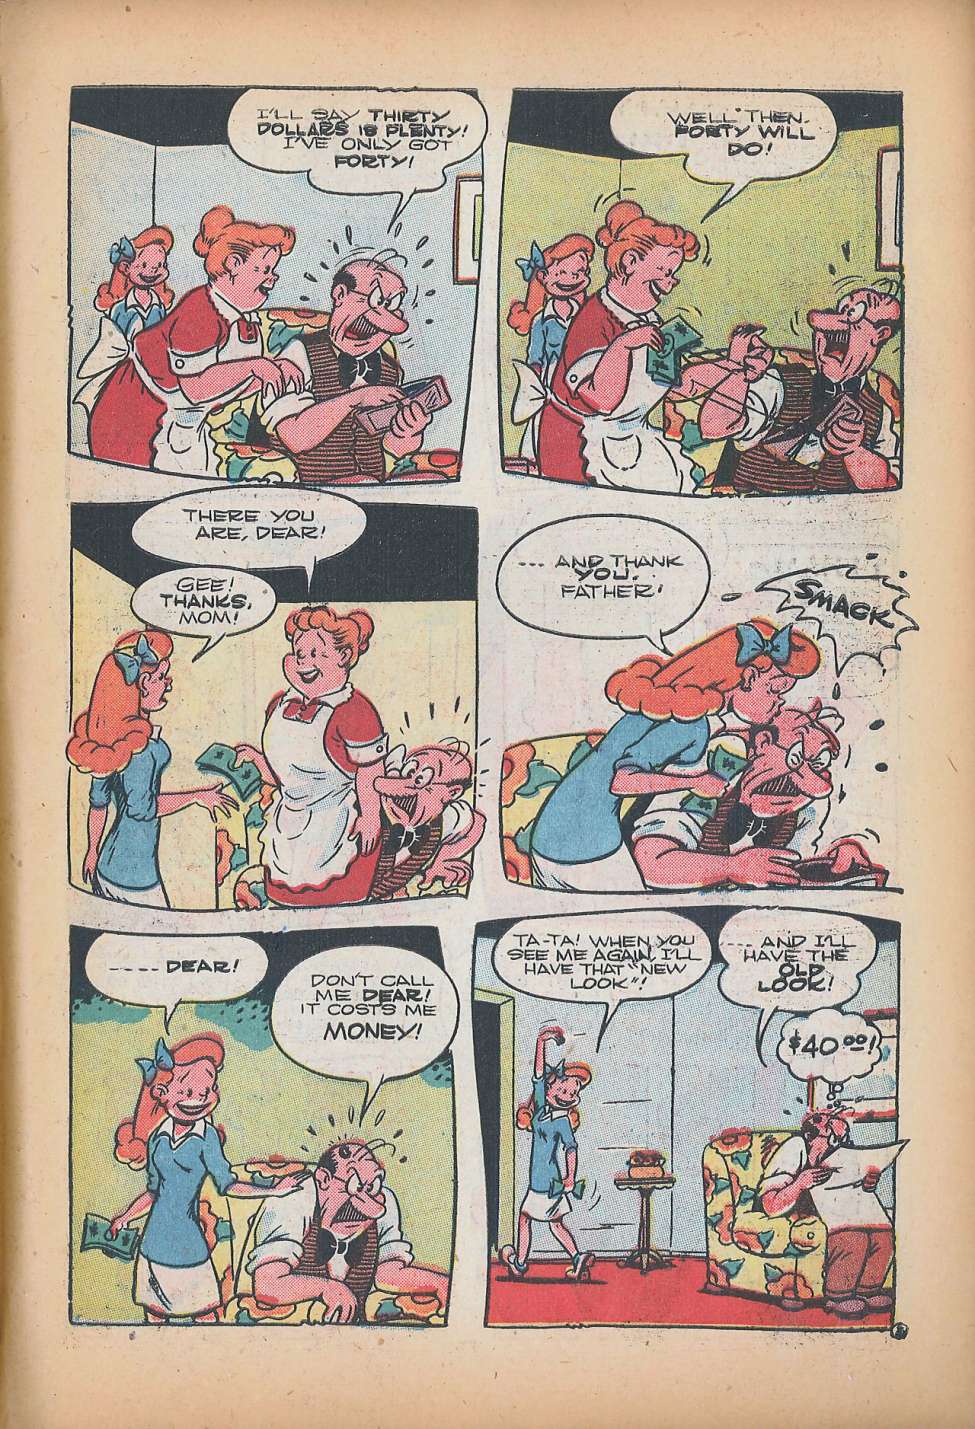 I'LL SAY THIRTY
DOLLARS IS PLENTY!
I'VE ONLY GOT
FORTY!
WELL THEN,
FORTY WILL
DO!
THERE YOU
ARE, DEAR!
GEE!
THANKS,
MOM!
... AND THANK
YOU,
FATHER!
SMACK
----- DEAR!
DON'T CALL
ME DEAR!
IT COSTS ME
MONEY!
TA-TA! WHEN YOU
SEE ME AGAIN, I'LL
HAVE THAT "NEW
LOOK"!
---- AND I'LL
HAVE THE
OLD
LOOK!
$40 00!